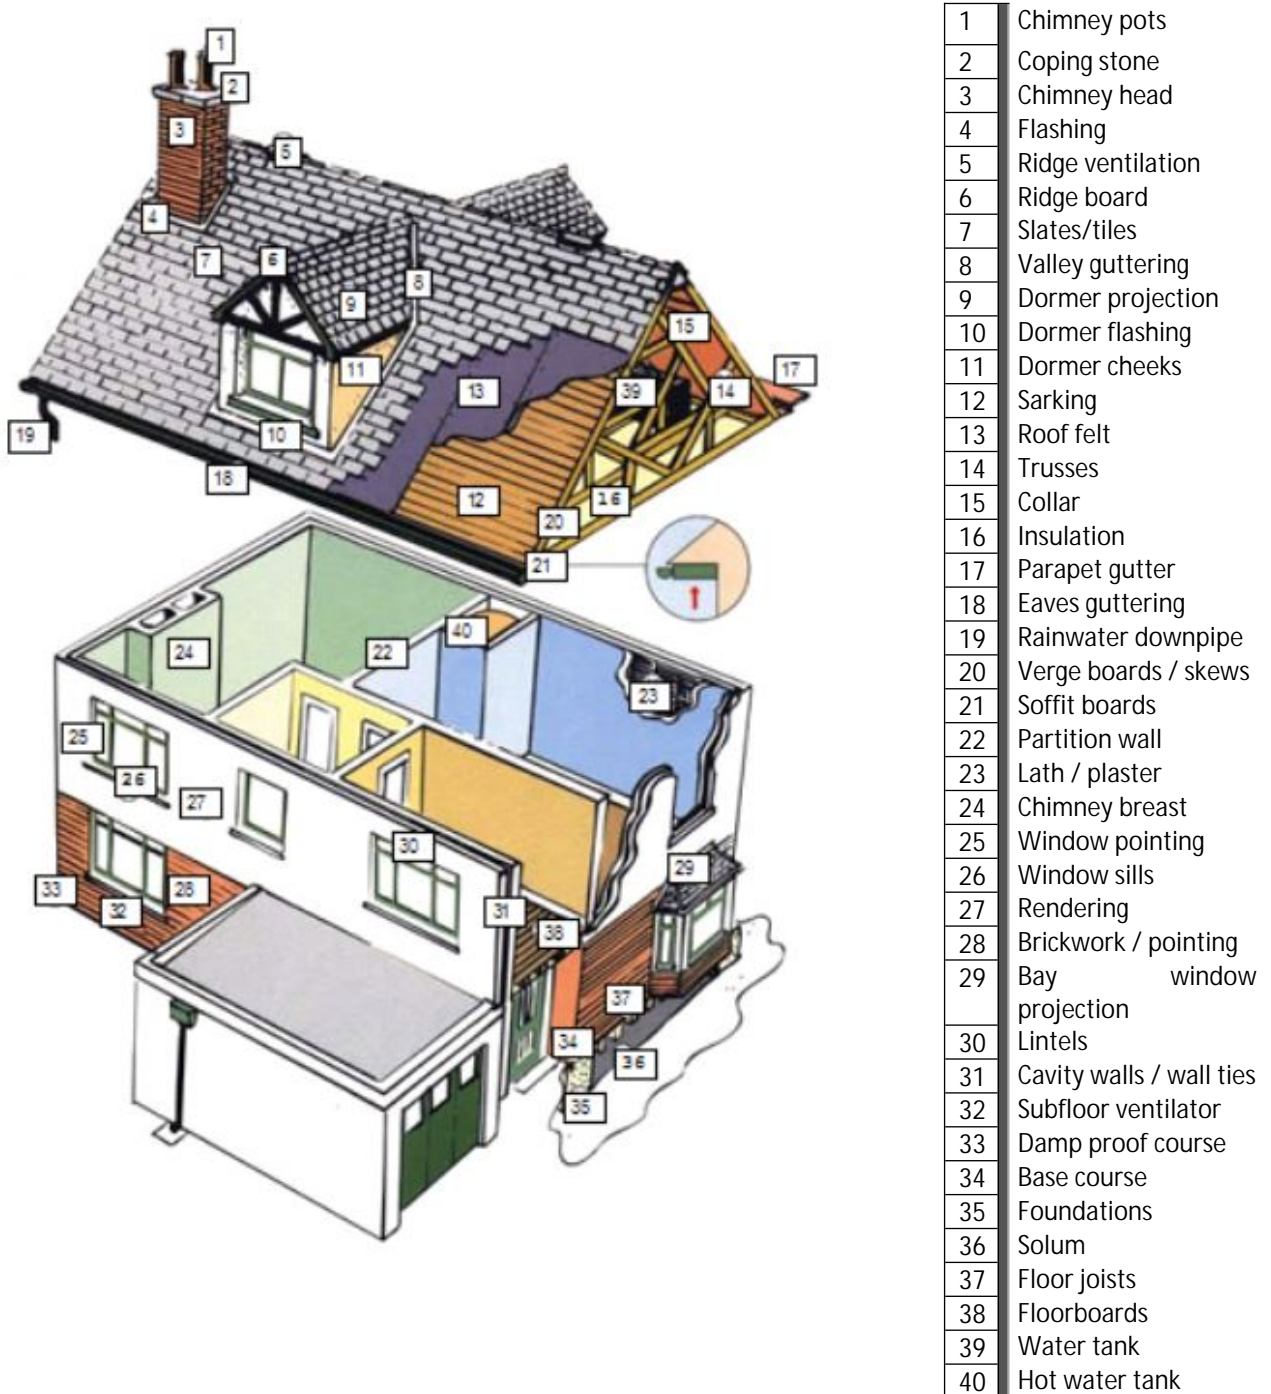 1
2
3
4
5
6
7
8
9
10
11
12
13
14
15
16
17
18
19
20
21
22
23
24
25
26
27
28
29
30
31
32
33
34
35
36
37
38
39
40
1 Chimney pots
2 Coping stone
3 Chimney head
4 Flashing
5 Ridge ventilation
6 Ridge board
7 Slates/tiles
8 Valley guttering
9 Dormer projection
10 Dormer flashing
11 Dormer cheeks
12 Sarking
13 Roof felt
14 Trusses
15 Collar
16 Insulation
17 Parapet gutter
18 Eaves guttering
19 Rainwater downpipe
20 Verge boards / skews
21 Soffit boards
22 Partition wall
23 Lath / plaster
24 Chimney breast
25 Window pointing
26 Window sills
27 Rendering
28 Brickwork / pointing
29 Bay window
projection
30 Lintels
31 Cavity walls / wall ties
32 Subfloor ventilator
33 Damp proof course
34 Base course
35 Foundations
36 Solum
37 Floor joists
38 Floorboards
39 Water tank
40 Hot water tank